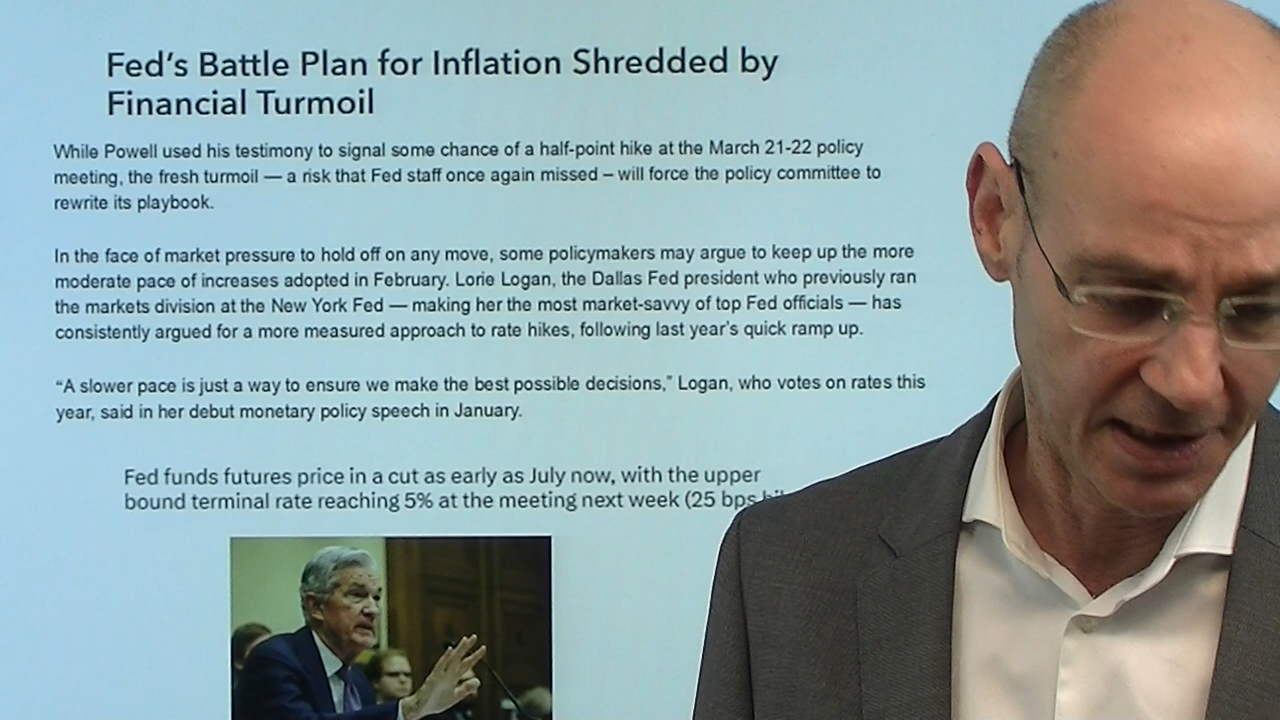 Fed’s Battle Plan for Inflation Shredded by
Financial Turmoil
While Powell used his testimony to signal some chance of a half-point hike at the March 21-22 policy
meeting, the fresh turmoil — a risk that Fed staff once again missed – will force the policy committee to
rewrite its playbook.
In the face of market pressure to hold off on any move, some policymakers may argue to keep up the more
moderate pace of increases adopted in February. Lorie Logan, the Dallas Fed president who previously ran
the markets division at the New York Fed — making her the most market-savvy of top Fed officials — has
consistently argued for a more measured approach to rate hikes, following last year’s quick ramp up.
“A slower pace is just a way to ensure we make the best possible decisions,” Logan, who votes on rates this
year, said in her debut monetary policy speech in January.
Fed funds futures price in a cut as early as July now, with the upper
bound terminal rate reaching 5% at the meeting next week (25 bps